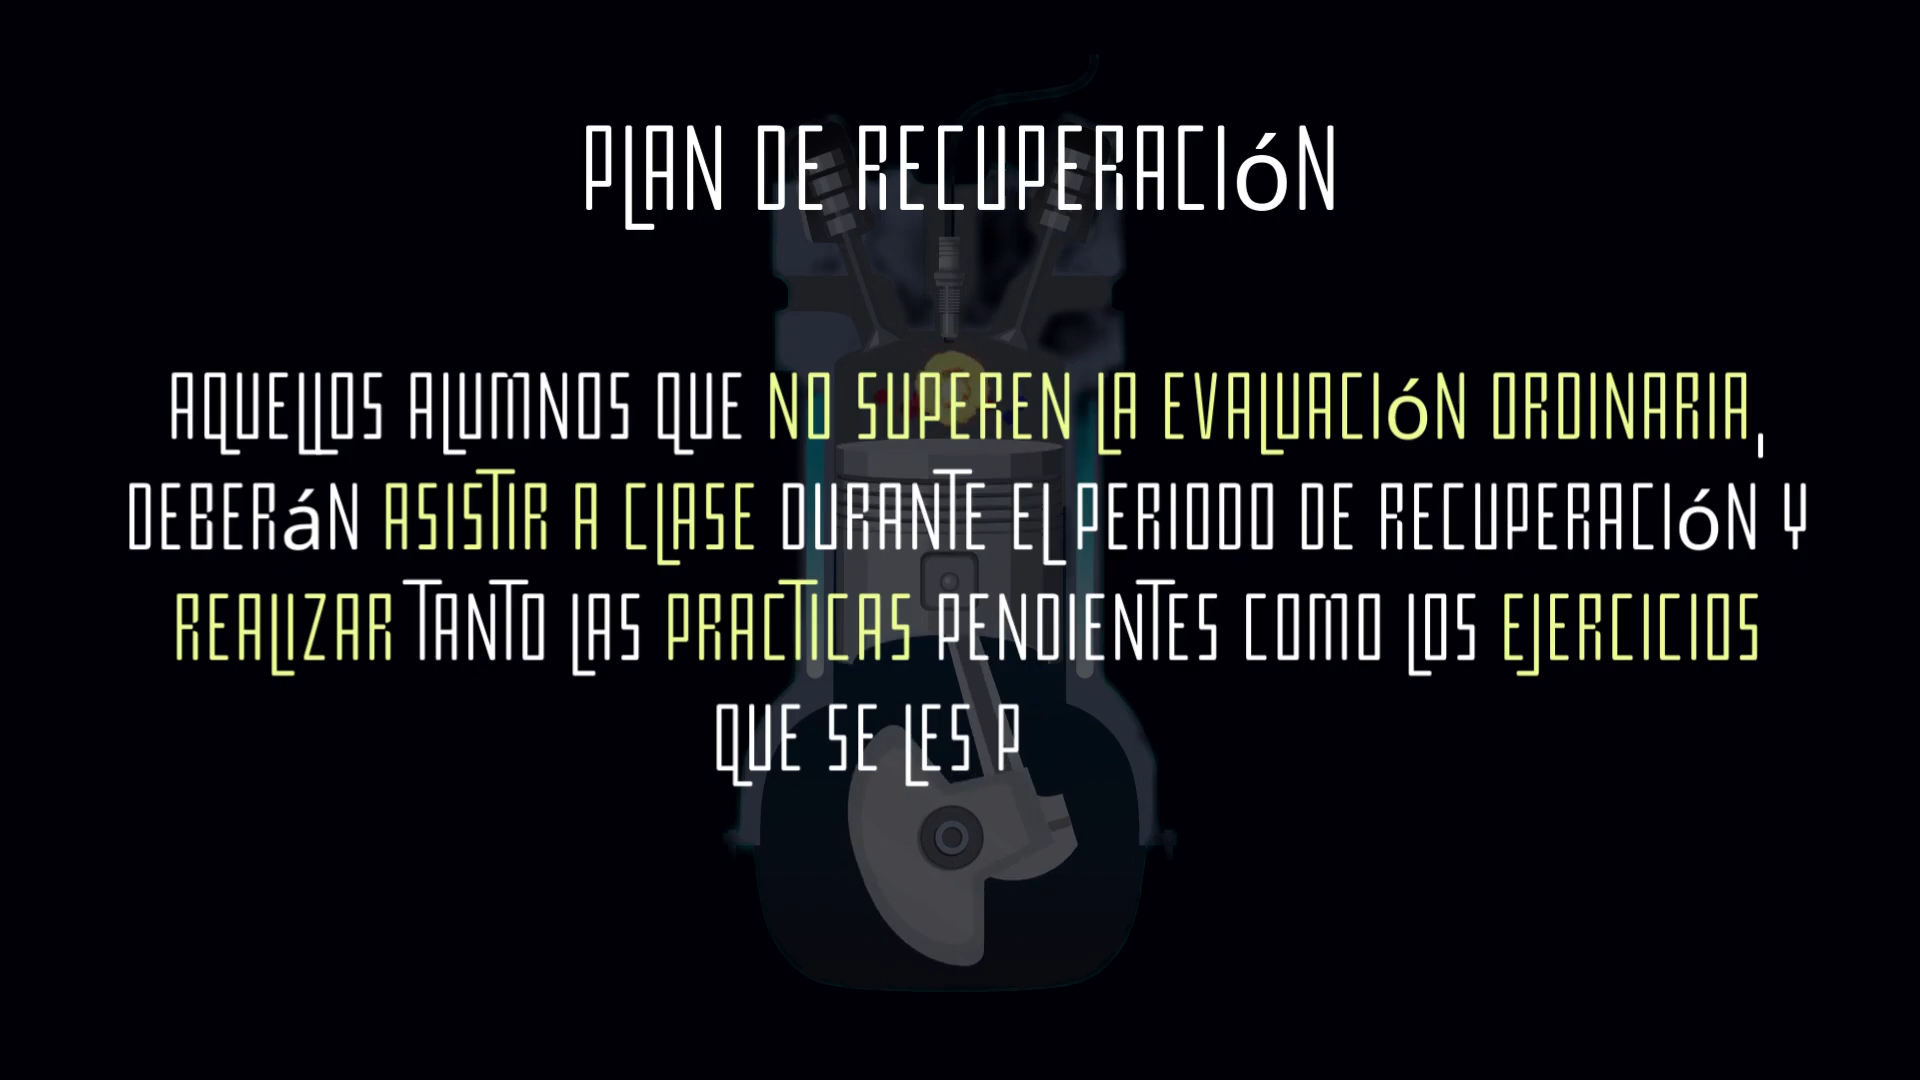 PLAN DE RECUPERACIóN
AQUELLOS ALUMNOS QUE NO SUPEREN LA EVALUACIóN ORDINARIA,
DEBERáN ASISTIR A CLASE DURANTE EL PERIODO DE RECUPERACIóN Y
REALIZAR TANTO LAS PRACTICAS PENDIENTES COMO LOS EJERCICIOS
QUE SE LES P